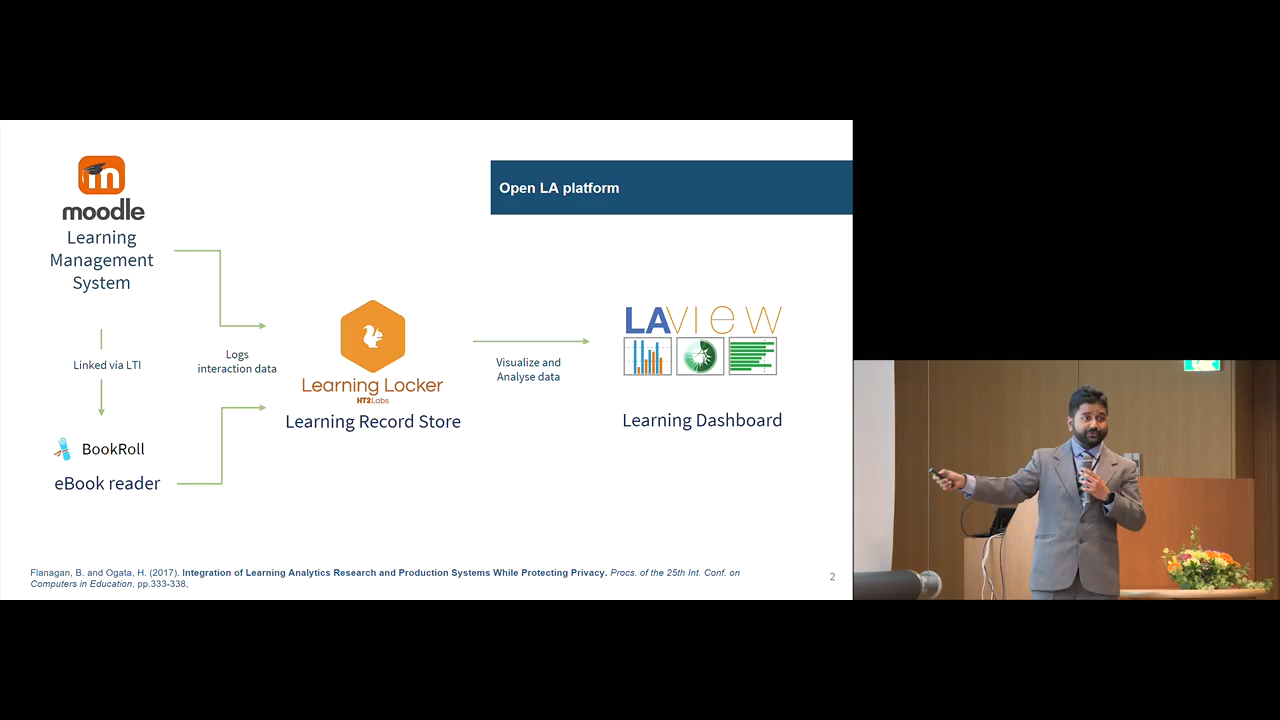 moodle
Learning
Management
System
Linked via LTI
BookRoll
eBook reader
Logs
interaction data
Learning Locker
HT2Labs
Learning Record Store
Visualize and
Analyse data
Open LA platform
LAVIEW
Learning Dashboard
Flanagan, B. and Ogata, H. (2017). Integration of Learning Analytics Research and Production Systems While Protecting Privacy. Procs. of the 25th Int. Conf. on
Computers in Education, pp.333-338,
2